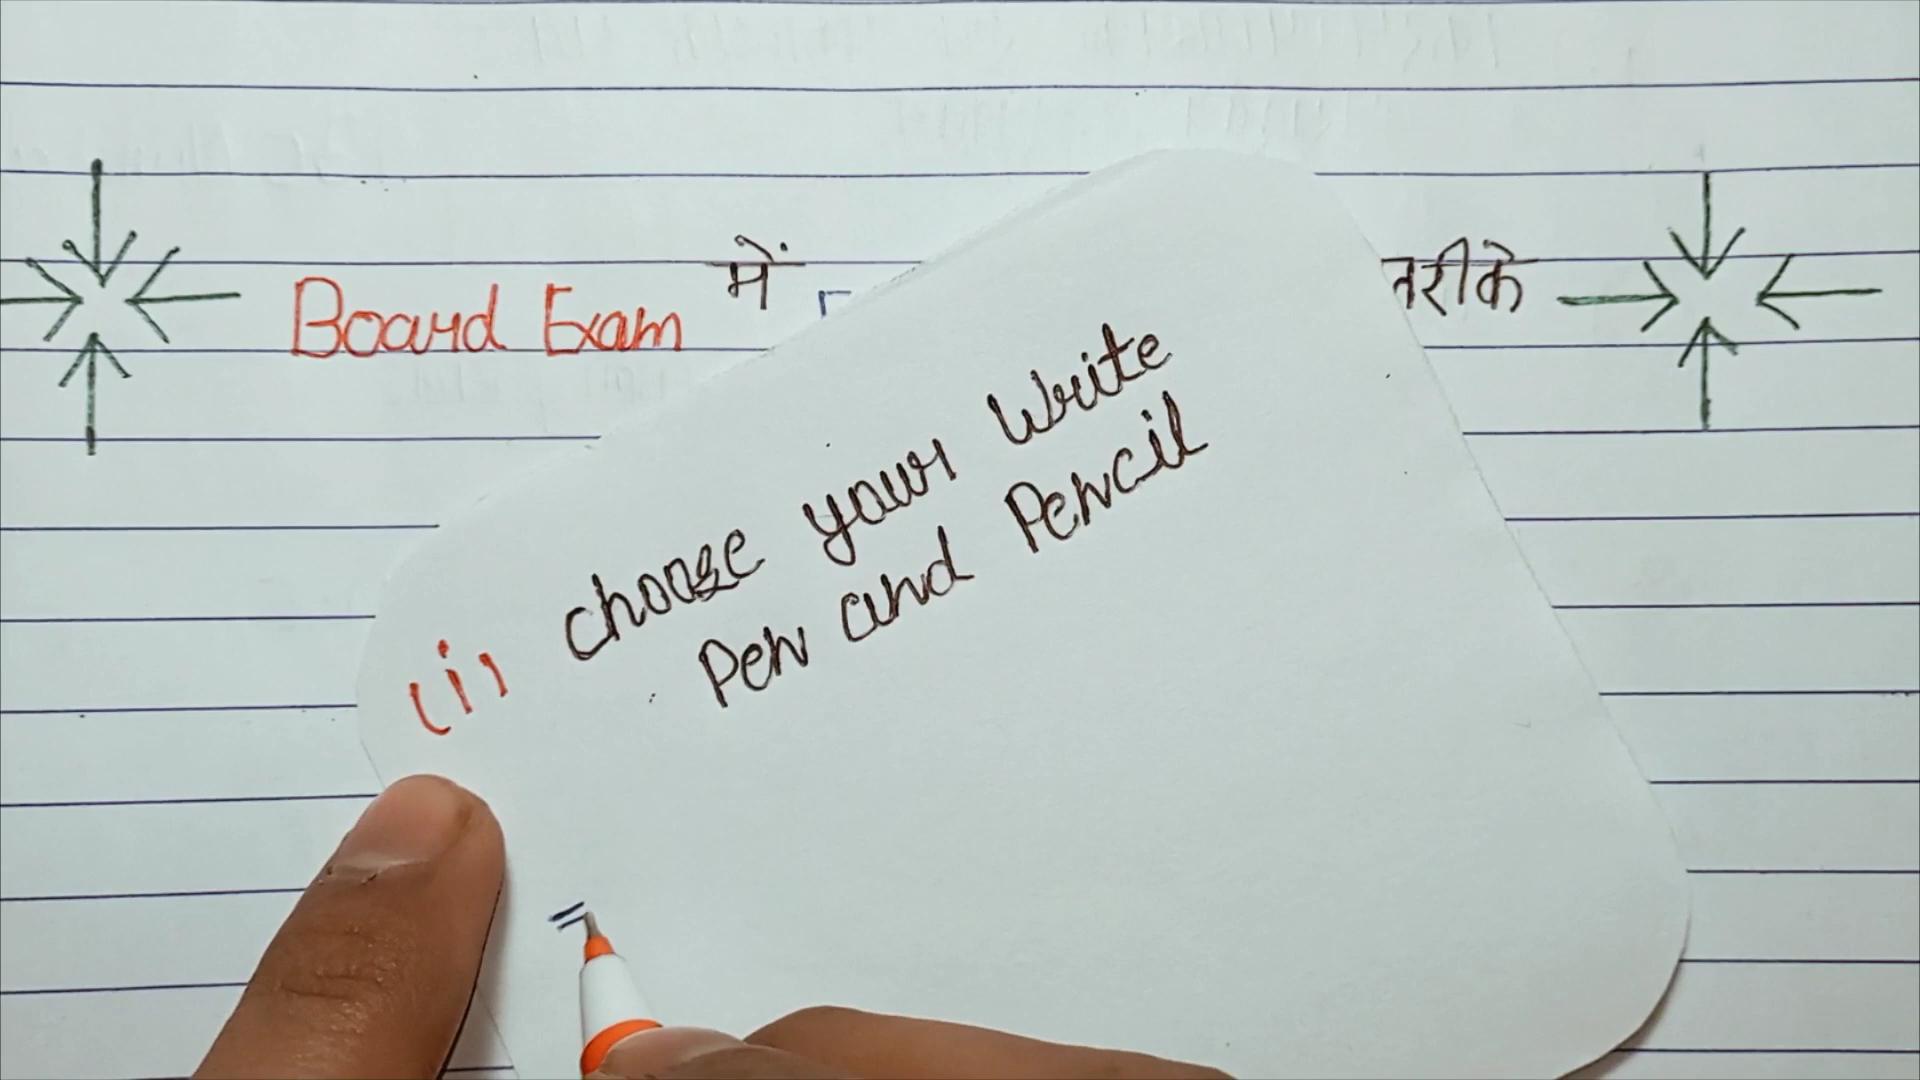 Board Exam में तरीके
(i) choose your Write
Pen and Pencil
=